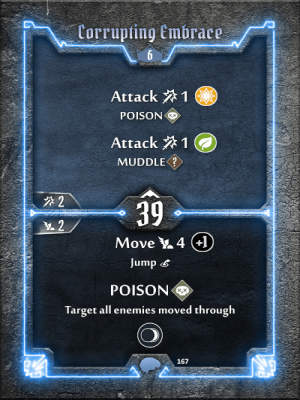 Corrupting Embrace
6
Attack 1
POISON
Attack 1
MUDDLE ?
2
39
2
Move 4 +1
Jump
POISON
Target all enemies moved through
167